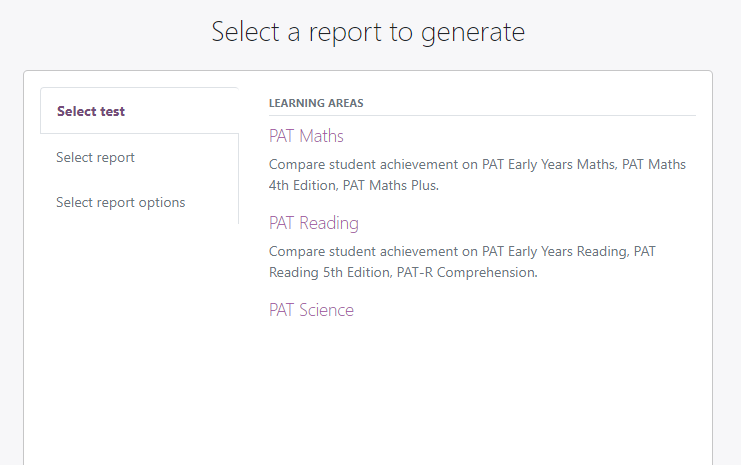 Select a report to generate
Select test
Select report
Select report options
LEARNING AREAS
PAT Maths
Compare student achievement on PAT Early Years Maths, PAT Maths
4th Edition, PAT Maths Plus.
PAT Reading
Compare student achievement on PAT Early Years Reading, PAT
Reading 5th Edition, PAT-R Comprehension.
PAT Science